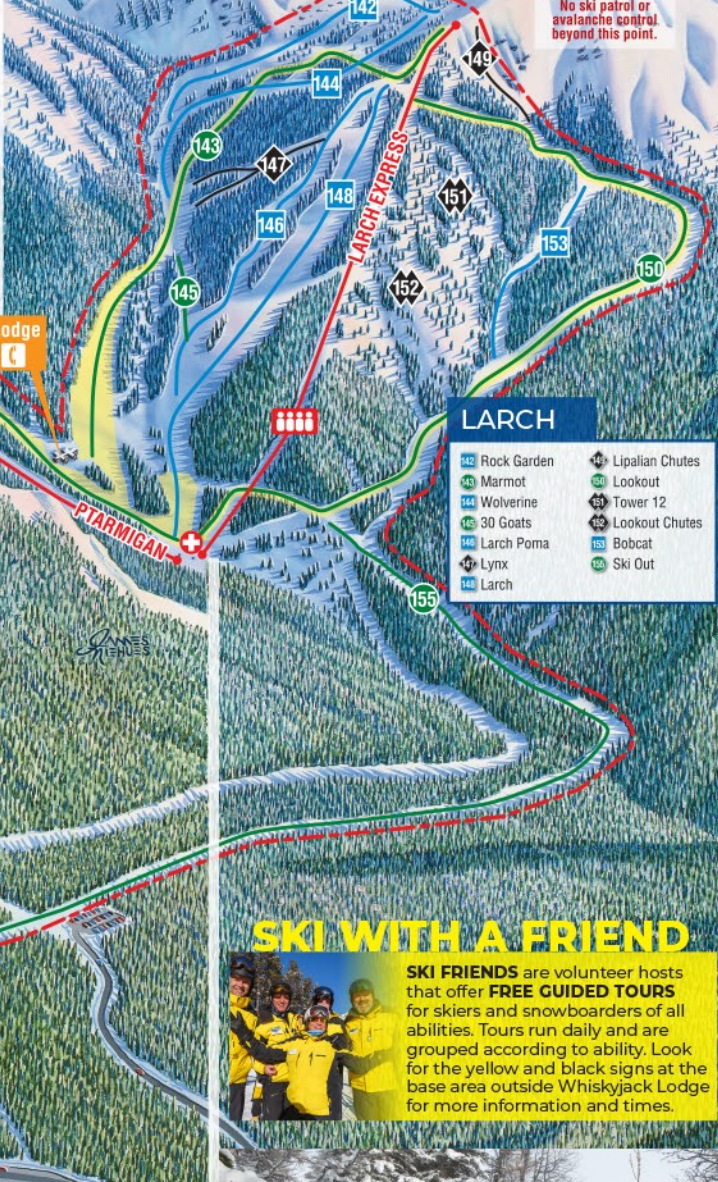 No ski patrol or
avalanche control
beyond this point.
142
144
149
143
147
148
LARCH EXPRESS
151
146
153
152
150
145
odge
LARCH
142 Rock Garden
143 Marmot
144 Wolverine
145 30 Goats
146 Larch Poma
147 Lynx
148 Larch
149 Lipalian Chutes
150 Lookout
151 Tower 12
152 Lookout Chutes
153 Bobcat
155 Ski Out
PTARMIGAN
155
JAMES
NIEHUES
SKI WITH A FRIEND
SKI FRIENDS are volunteer hosts
that offer FREE GUIDED TOURS
for skiers and snowboarders of all
abilities. Tours run daily and are
grouped according to ability. Look
for the yellow and black signs at the
base area outside Whiskyjack Lodge
for more information and times.